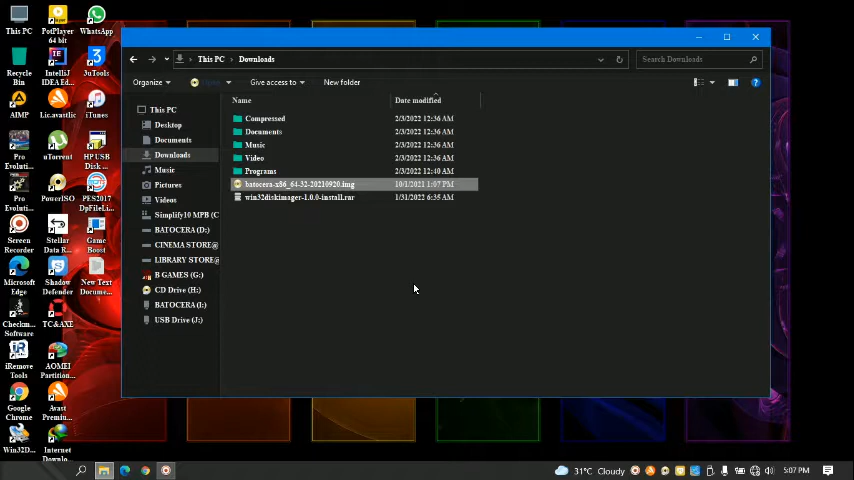 This PC
PotPlayer 64 bit
WhatsApp
Recycle Bin
IntelliJ IDEA Ed...
3uTools
AIMP
Lic.avastlic
iTunes
Pro Evoluti...
uTorrent
HP USB Disk ...
Pro Evoluti...
PowerISO
PES2017 DpFileLi...
Screen Recorder
Stellar Data R...
Game Boost
Microsoft Edge
Shadow Defender
New Text Docume...
Checkm... Software
TC&AXE
iRemove Tools
AOMEI Partition...
Google Chrome
Avast Premiu...
Win32D...
Internet Downlo...
This PC
Downloads
Search Downloads
Organize
Open
Give access to
New folder
Name
Date modified
This PC
Desktop
Documents
Downloads
Music
Pictures
Videos
Simplify10 MPB (C
BATOCERA (D:)
CINEMA STORE@
LIBRARY STORE@
B GAMES (G:)
CD Drive (H:)
BATOCERA (I:)
USB Drive (J:)
Compressed 2/3/2022 12:36 AM
Documents 2/3/2022 12:36 AM
Music 2/3/2022 12:36 AM
Video 2/3/2022 12:36 AM
Programs 2/3/2022 12:40 AM
batocera-x86_64-32-20210920.img 10/1/2021 1:07 PM
win32diskimager-1.0.0-install.rar 1/31/2022 6:35 AM
31°C Cloudy
5:07 PM